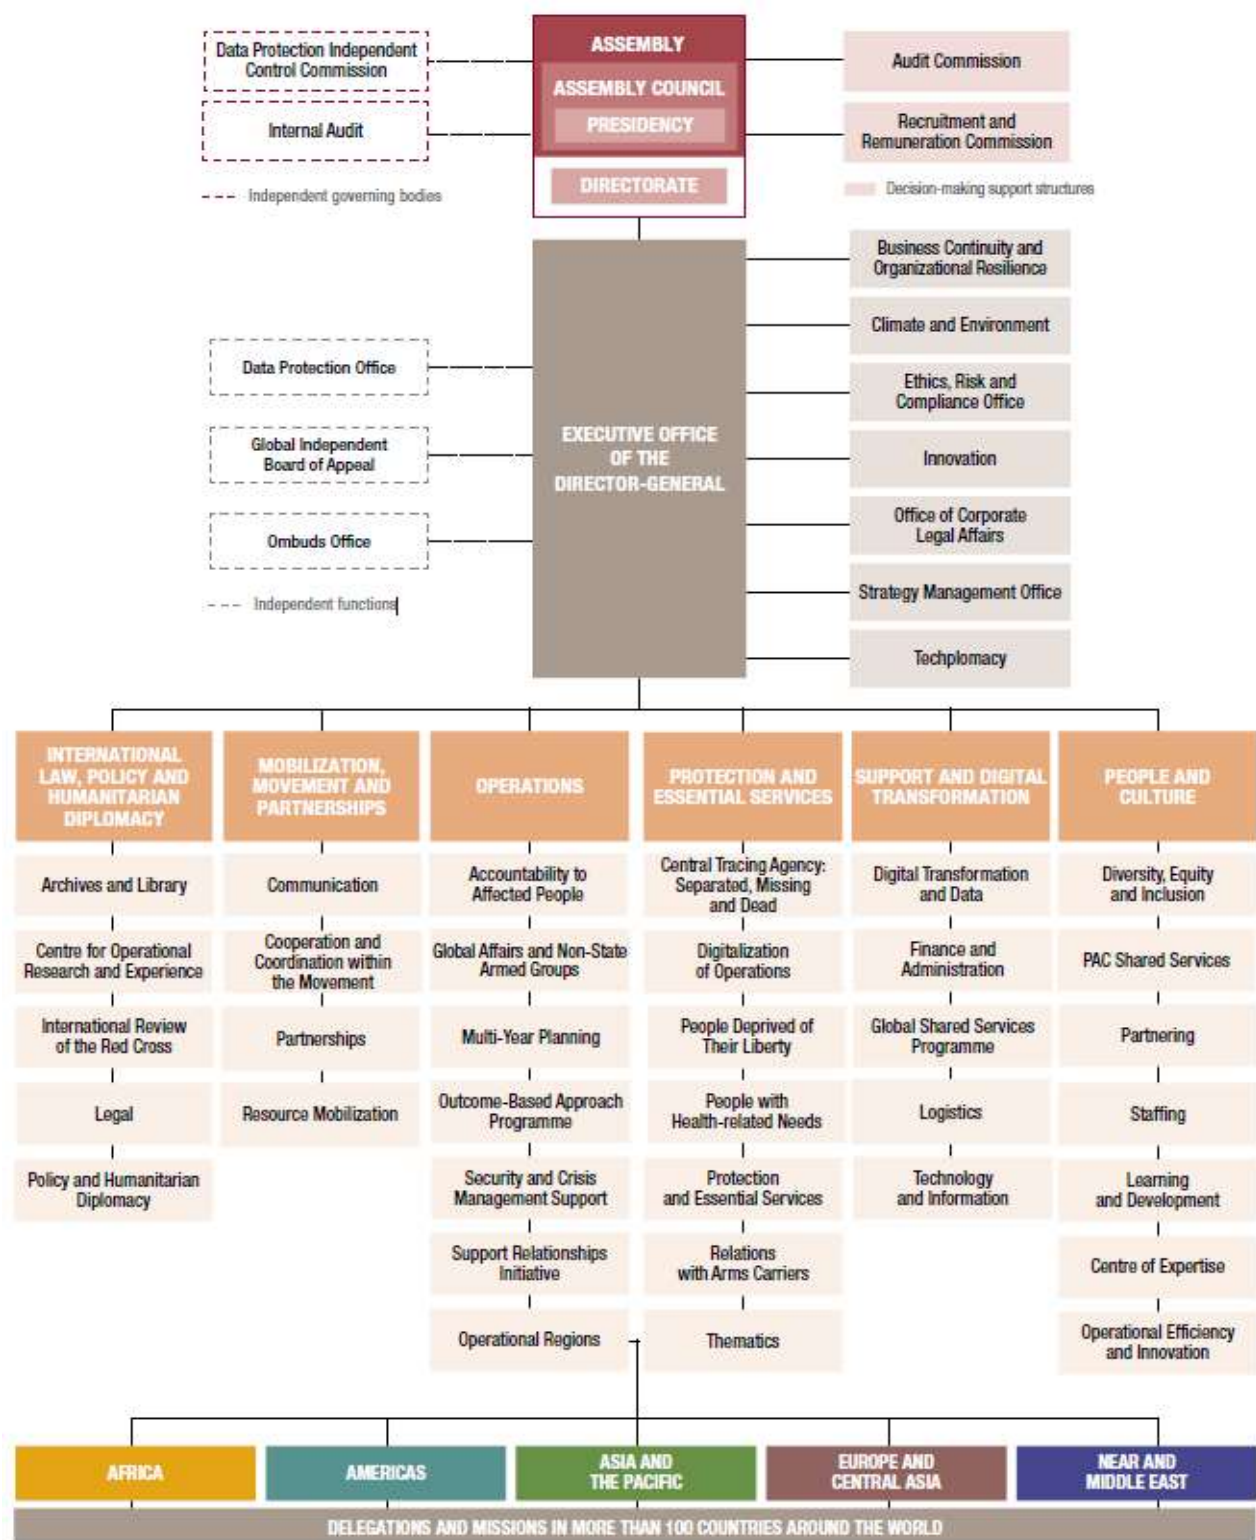 Data Protection Independent
Control Commission
Internal Audit
Independent governing bodies
ASSEMBLY
ASSEMBLY COUNCIL
PRESIDENCY
DIRECTORATE
Audit Commission
Recruitment and
Remuneration Commission
Decision-making support structures
Data Protection Office
Global Independent
Board of Appeal
Ombuds Office
Independent functions
EXECUTIVE OFFICE
OF THE
DIRECTOR-GENERAL
Business Continuity and
Organizational Resilience
Climate and Environment
Ethics, Risk and
Compliance Office
Innovation
Office of Corporate
Legal Affairs
Strategy Management Office
Techplomacy
INTERNATIONAL
LAW, POLICY AND
HUMANITARIAN
DIPLOMACY
Archives and Library
Centre for Operational
Research and Experience
International Review
of the Red Cross
Legal
Policy and Humanitarian
Diplomacy
MOBILIZATION,
MOVEMENT AND
PARTNERSHIPS
Communication
Cooperation and
Coordination within
the Movement
Partnerships
Resource Mobilization
OPERATIONS
Accountability to
Affected People
Global Affairs and Non-State
Armed Groups
Multi-Year Planning
Outcome-Based Approach
Programme
Security and Crisis
Management Support
Support Relationships
Initiative
Operational Regions
PROTECTION AND
ESSENTIAL SERVICES
Central Tracing Agency:
Separated, Missing
and Dead
Digitalization
of Operations
People Deprived of
Their Liberty
People with
Health-related Needs
Protection
and Essential Services
Relations
with Arms Carriers
Thematics
SUPPORT AND DIGITAL
TRANSFORMATION
Digital Transformation
and Data
Finance and
Administration
Global Shared Services
Programme
Logistics
Technology
and Information
PEOPLE AND
CULTURE
Diversity, Equity
and Inclusion
PAC Shared Services
Partnering
Staffing
Learning
and Development
Centre of Expertise
Operational Efficiency
and Innovation
AFRICA
AMERICAS
ASIA AND
THE PACIFIC
EUROPE AND
CENTRAL ASIA
NEAR AND
MIDDLE EAST
DELEGATIONS AND MISSIONS IN MORE THAN 100 COUNTRIES AROUND THE WORLD